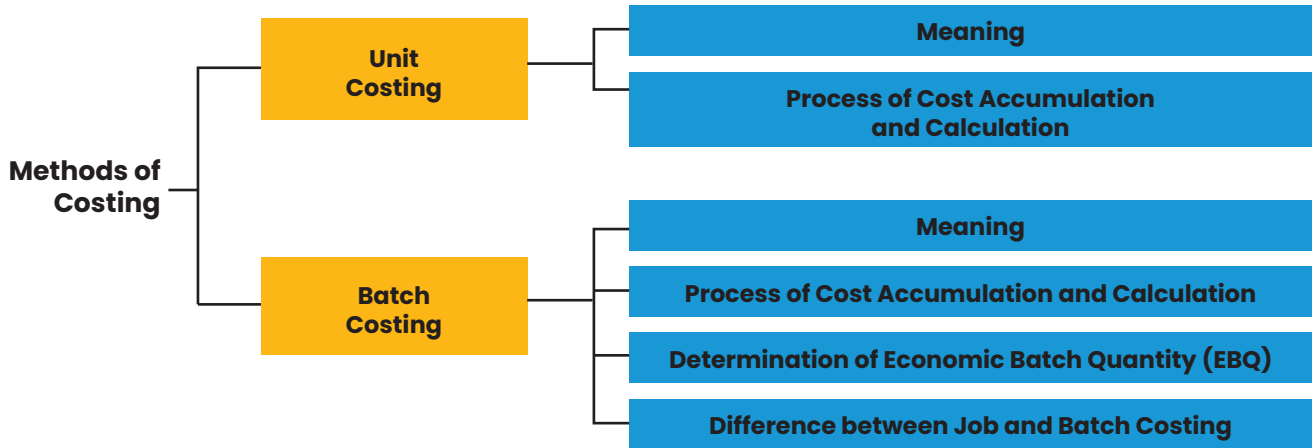 Methods of
Costing
Unit
Costing
Meaning
Process of Cost Accumulation
and Calculation
Batch
Costing
Meaning
Process of Cost Accumulation and Calculation
Determination of Economic Batch Quantity (EBQ)
Difference between Job and Batch Costing